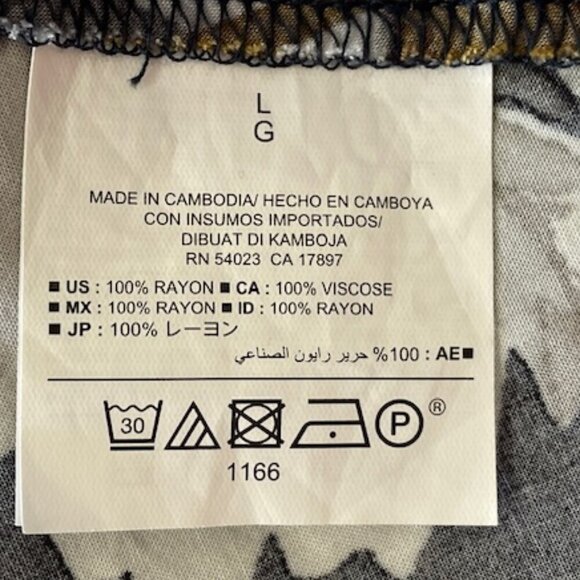 L
G
MADE IN CAMBODIA/ HECHO EN CAMBOYA
CON INSUMOS IMPORTADOS/
DIBUAT DI KAMBOJA
RN 54023 CA 17897
■ US : 100% RAYON ■ CA : 100% VISCOSE
■ MX : 100% RAYON ■ ID : 100% RAYON
■ JP : 100% レーヨン
■AE : 100% حرير رايون الصناعي
30 P ®
1166